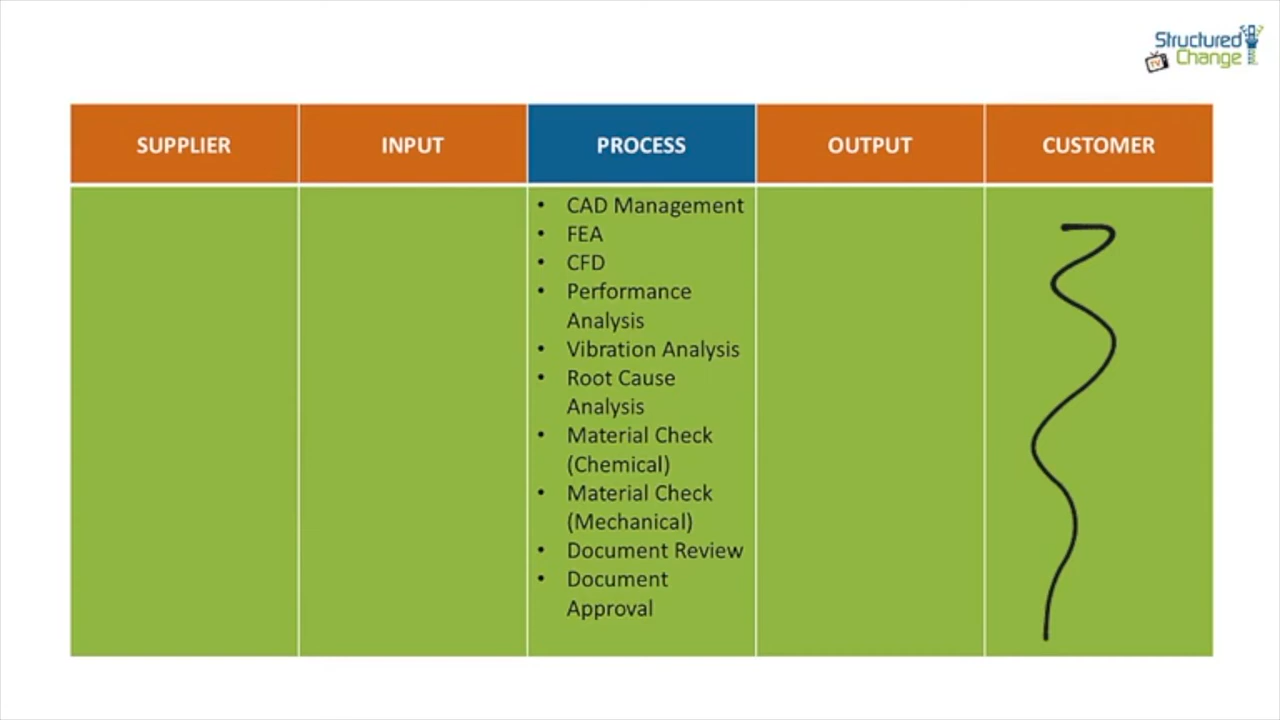 Structured
TV Change
SUPPLIER
INPUT
PROCESS
OUTPUT
CUSTOMER
• CAD Management
• FEA
• CFD
• Performance
Analysis
• Vibration Analysis
• Root Cause
Analysis
• Material Check
(Chemical)
• Material Check
(Mechanical)
• Document Review
• Document
Approval